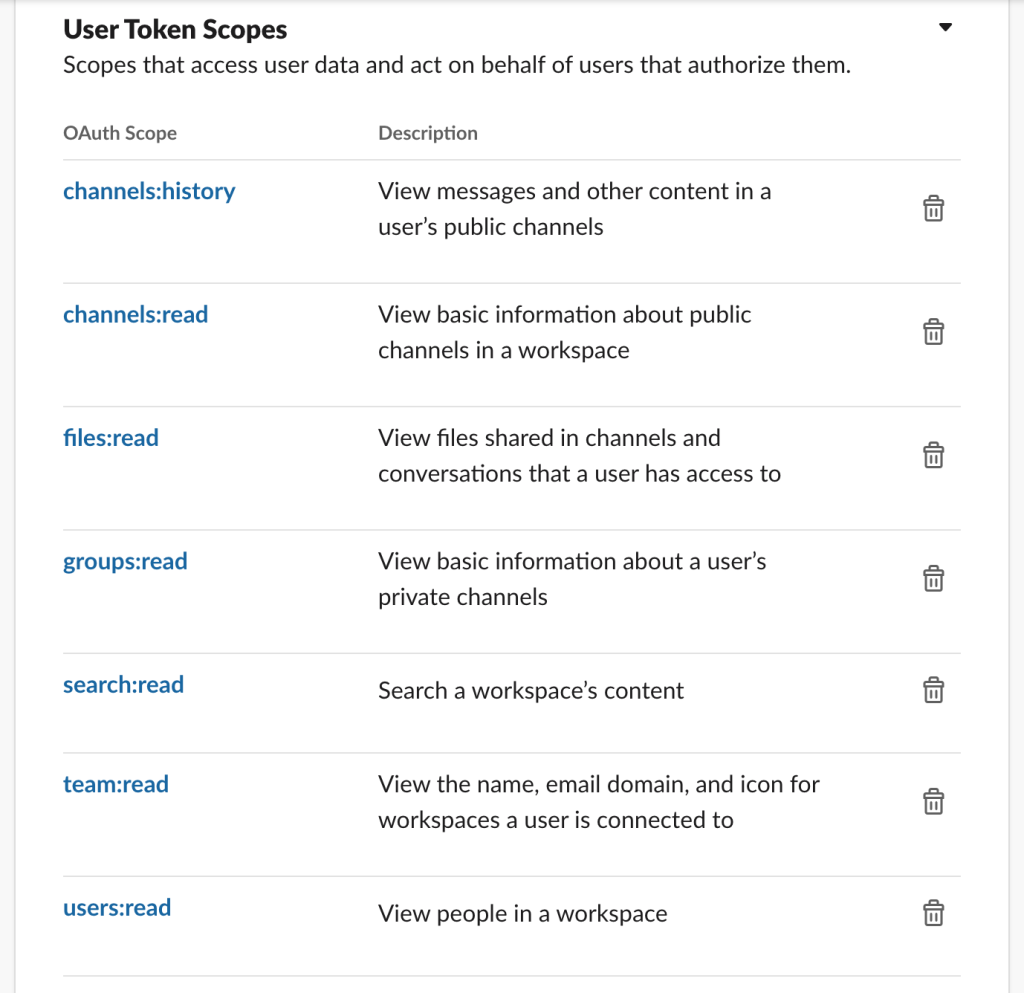 User Token Scopes
Scopes that access user data and act on behalf of users that authorize them.
OAuth Scope Description
channels:history View messages and other content in a
user’s public channels
channels:read View basic information about public
channels in a workspace
files:read View files shared in channels and
conversations that a user has access to
groups:read View basic information about a user’s
private channels
search:read Search a workspace’s content
team:read View the name, email domain, and icon for
workspaces a user is connected to
users:read View people in a workspace